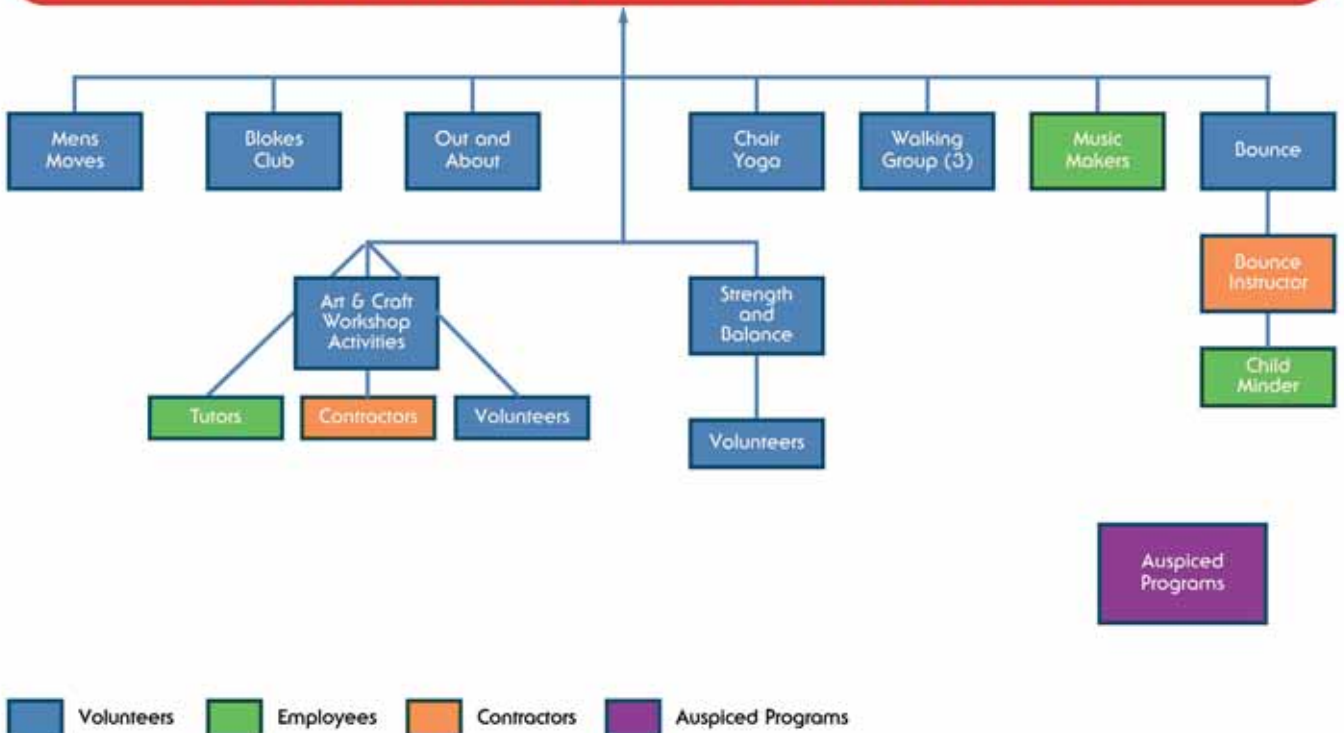 Mens
Moves
Blokes
Club
Out and
About
Chair
Yoga
Walking
Group (3)
Music
Makers
Bounce
Art & Craft
Workshop
Activities
Strength
and
Balance
Bounce
Instructor
Child
Minder
Tutors
Contractors
Volunteers
Volunteers
Auspiced
Programs
Volunteers
Employees
Contractors
Auspiced Programs